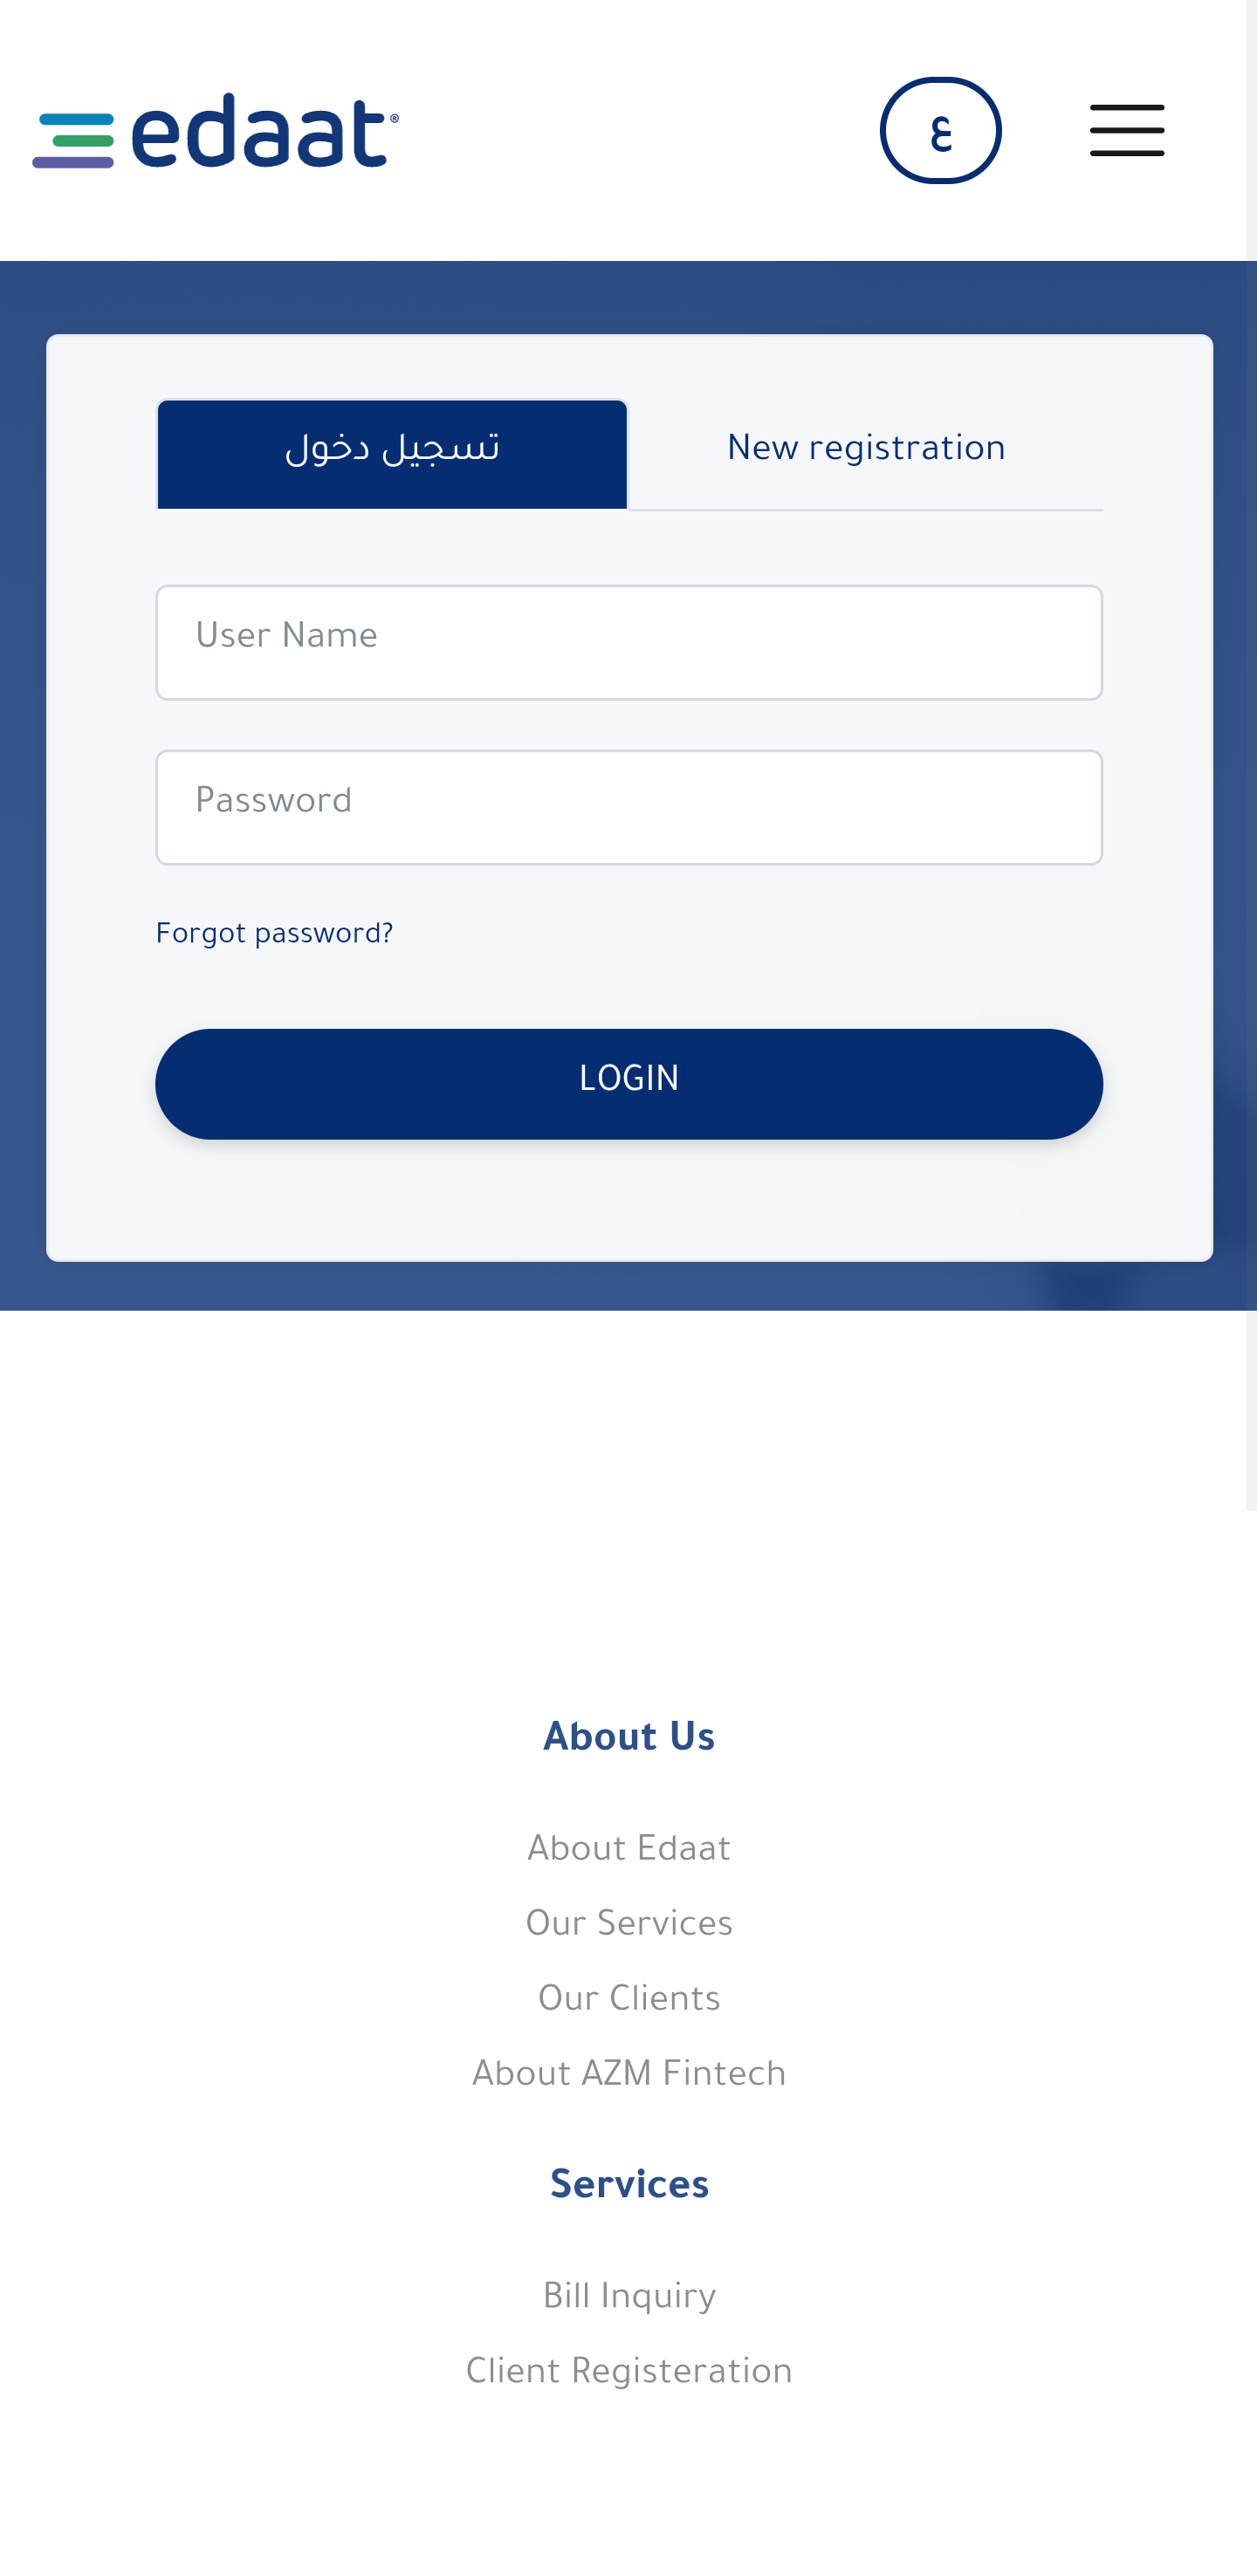 edaat®
ع
تسجيل دخول
New registration
User Name
Password
Forgot password?
LOGIN
About Us
About Edaat
Our Services
Our Clients
About AZM Fintech
Services
Bill Inquiry
Client Registeration